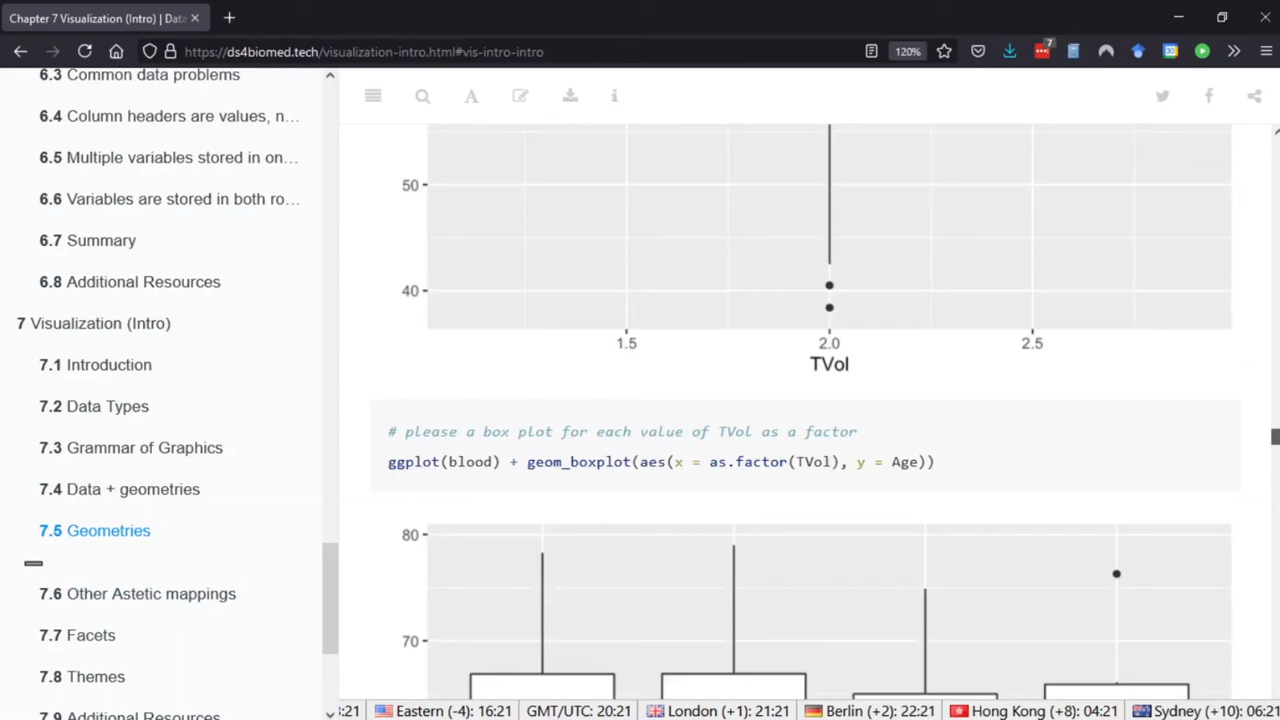 Chapter 7 Visualization (Intro) | Data
https://ds4biomed.tech/visualization-intro.html#vis-intro-intro
120%
7
6.3 Common data problems
6.4 Column headers are values, n…
6.5 Multiple variables stored in on…
6.6 Variables are stored in both ro…
6.7 Summary
6.8 Additional Resources
7 Visualization (Intro)
7.1 Introduction
7.2 Data Types
7.3 Grammar of Graphics
7.4 Data + geometries
7.5 Geometries
7.6 Other Astetic mappings
7.7 Facets
7.8 Themes
7.9 Additional Resources
A
50
40
1.5 2.0 2.5
TVol
# please a box plot for each value of TVol as a factor
ggplot(blood) + geom_boxplot(aes(x = as.factor(TVol), y = Age))
80
70
:3:21 Eastern (-4): 16:21 GMT/UTC: 20:21 London (+1): 21:21 Berlin (+2): 22:21 Hong Kong (+8): 04:21 Sydney (+10): 06:21